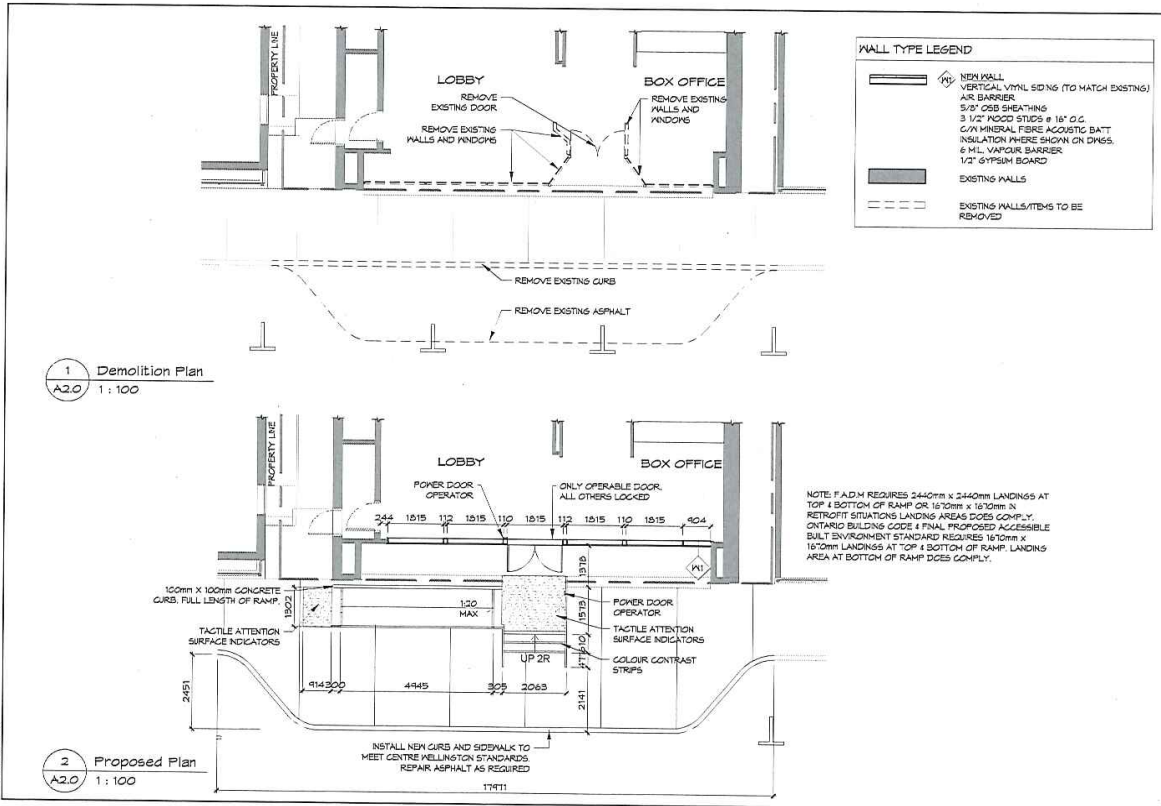 PROPERTY LINE
LOBBY
BOX OFFICE
REMOVE
EXISTING DOOR
REMOVE EXISTING
WALLS AND WINDOWS
REMOVE EXISTING
WALLS AND
WINDOWS
REMOVE EXISTING CURB
REMOVE EXISTING ASPHALT
1
A2.0
Demolition Plan
1 : 100
WALL TYPE LEGEND
W1
NEW WALL
VERTICAL VIYNL SIDING (TO MATCH EXISTING)
AIR BARRIER
5/8" OSB SHEATHING
3 1/2" WOOD STUDS @ 16" O.C.
C/W MINERAL FIBRE ACOUSTIC BATT
INSULATION WHERE SHOWN ON DWGS.
6 MIL. VAPOUR BARRIER
1/2" GYPSUM BOARD
EXISTING WALLS
EXISTING WALLS/ITEMS TO BE
REMOVED
PROPERTY LINE
LOBBY
BOX OFFICE
POWER DOOR
OPERATOR
ONLY OPERABLE DOOR,
ALL OTHERS LOCKED
244 1815 112 1815 110 1815 112 1815 110 1815 904
W1
1378
1573
610
471
2141
100mm X 100mm CONCRETE
CURB, FULL LENGTH OF RAMP.
1302
1:20
MAX
TACTILE ATTENTION
SURFACE INDICATORS
POWER DOOR
OPERATOR
TACTILE ATTENTION
SURFACE INDICATORS
COLOUR CONTRAST
STRIPS
UP 2R
2451
914 300 4945 305 2063
INSTALL NEW CURB AND SIDEWALK TO
MEET CENTRE WELLINGTON STANDARDS.
REPAIR ASPHALT AS REQUIRED
17971
2
A2.0
Proposed Plan
1 : 100
NOTE: F.A.D.M REQUIRES 2440mm x 2440mm LANDINGS AT
TOP & BOTTOM OF RAMP OR 1670mm x 1670mm IN
RETROFIT SITUATIONS LANDING AREAS DOES COMPLY.
ONTARIO BUILDING CODE & FINAL PROPOSED ACCESSIBLE
BUILT ENVIRONMENT STANDARD REQUIRES 1670mm x
1670mm LANDINGS AT TOP & BOTTOM OF RAMP. LANDING
AREA AT BOTTOM OF RAMP DOES COMPLY.